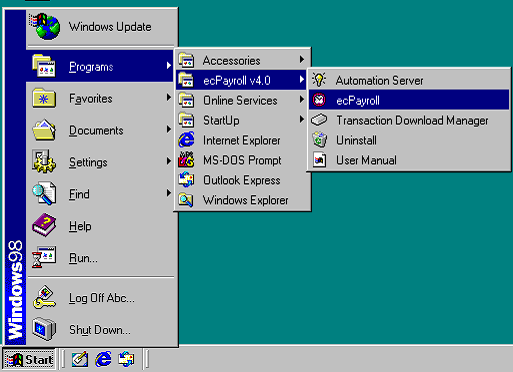 Windows Update
Programs
Favorites
Documents
Settings
Find
Help
Run...
Log Off Abc...
Shut Down...
Windows98
Start
Accessories
ecPayroll v4.0
Online Services
StartUp
Internet Explorer
MS-DOS Prompt
Outlook Express
Windows Explorer
Automation Server
ecPayroll
Transaction Download Manager
Uninstall
User Manual